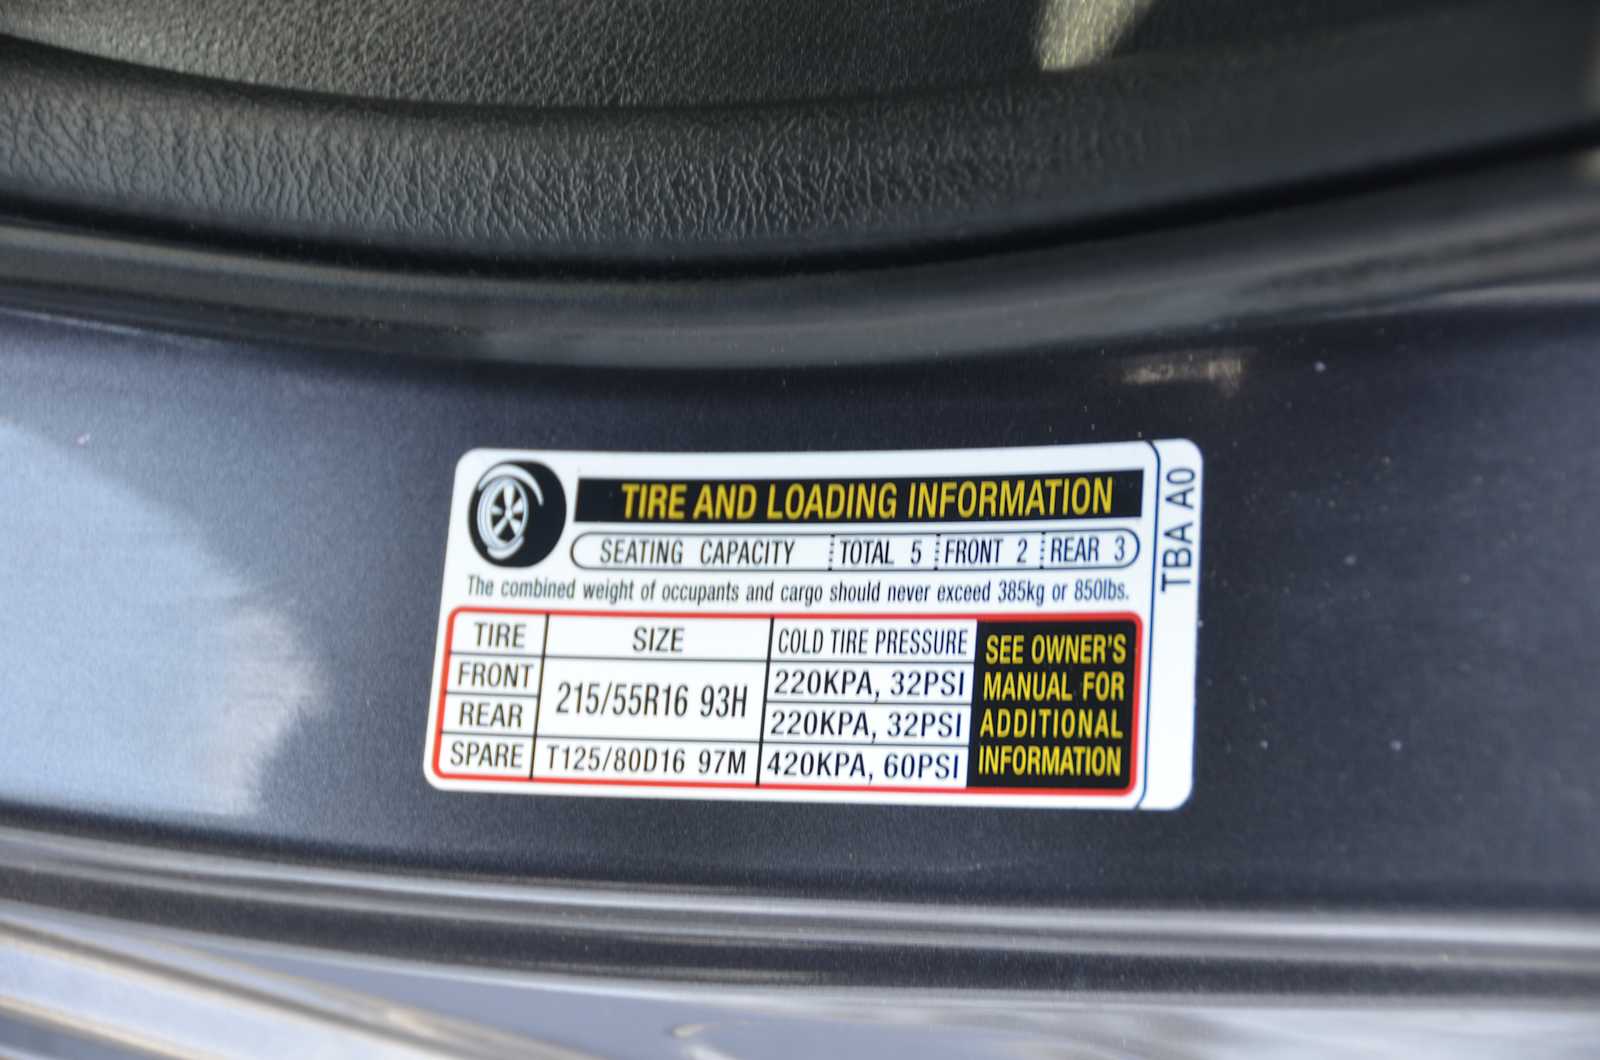 TIRE AND LOADING INFORMATION
SEATING CAPACITY TOTAL 5 FRONT 2 REAR 3
The combined weight of occupants and cargo should never exceed 385kg or 850lbs.
TIRE SIZE COLD TIRE PRESSURE
FRONT 215/55R16 93H 220KPA, 32PSI
REAR 220KPA, 32PSI
SPARE T125/80D16 97M 420KPA, 60PSI
SEE OWNER'S
MANUAL FOR
ADDITIONAL
INFORMATION
TBA A0